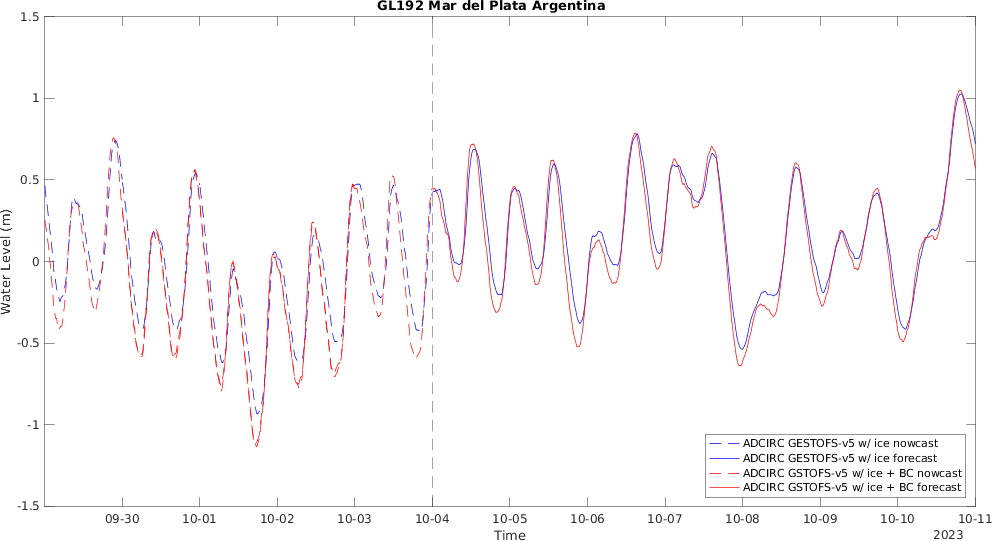 GL192 Mar del Plata Argentina
1.5
1
0.5
0
-0.5
-1
-1.5
Water Level (m)
09-30
10-01
10-02
10-03
10-04
10-05
10-06
10-07
10-08
10-09
10-10
10-11
2023
Time
ADCIRC GESTOFS-v5 w/ ice nowcast
ADCIRC GESTOFS-v5 w/ ice forecast
ADCIRC GSTOFS-v5 w/ ice + BC nowcast
ADCIRC GSTOFS-v5 w/ ice + BC forecast